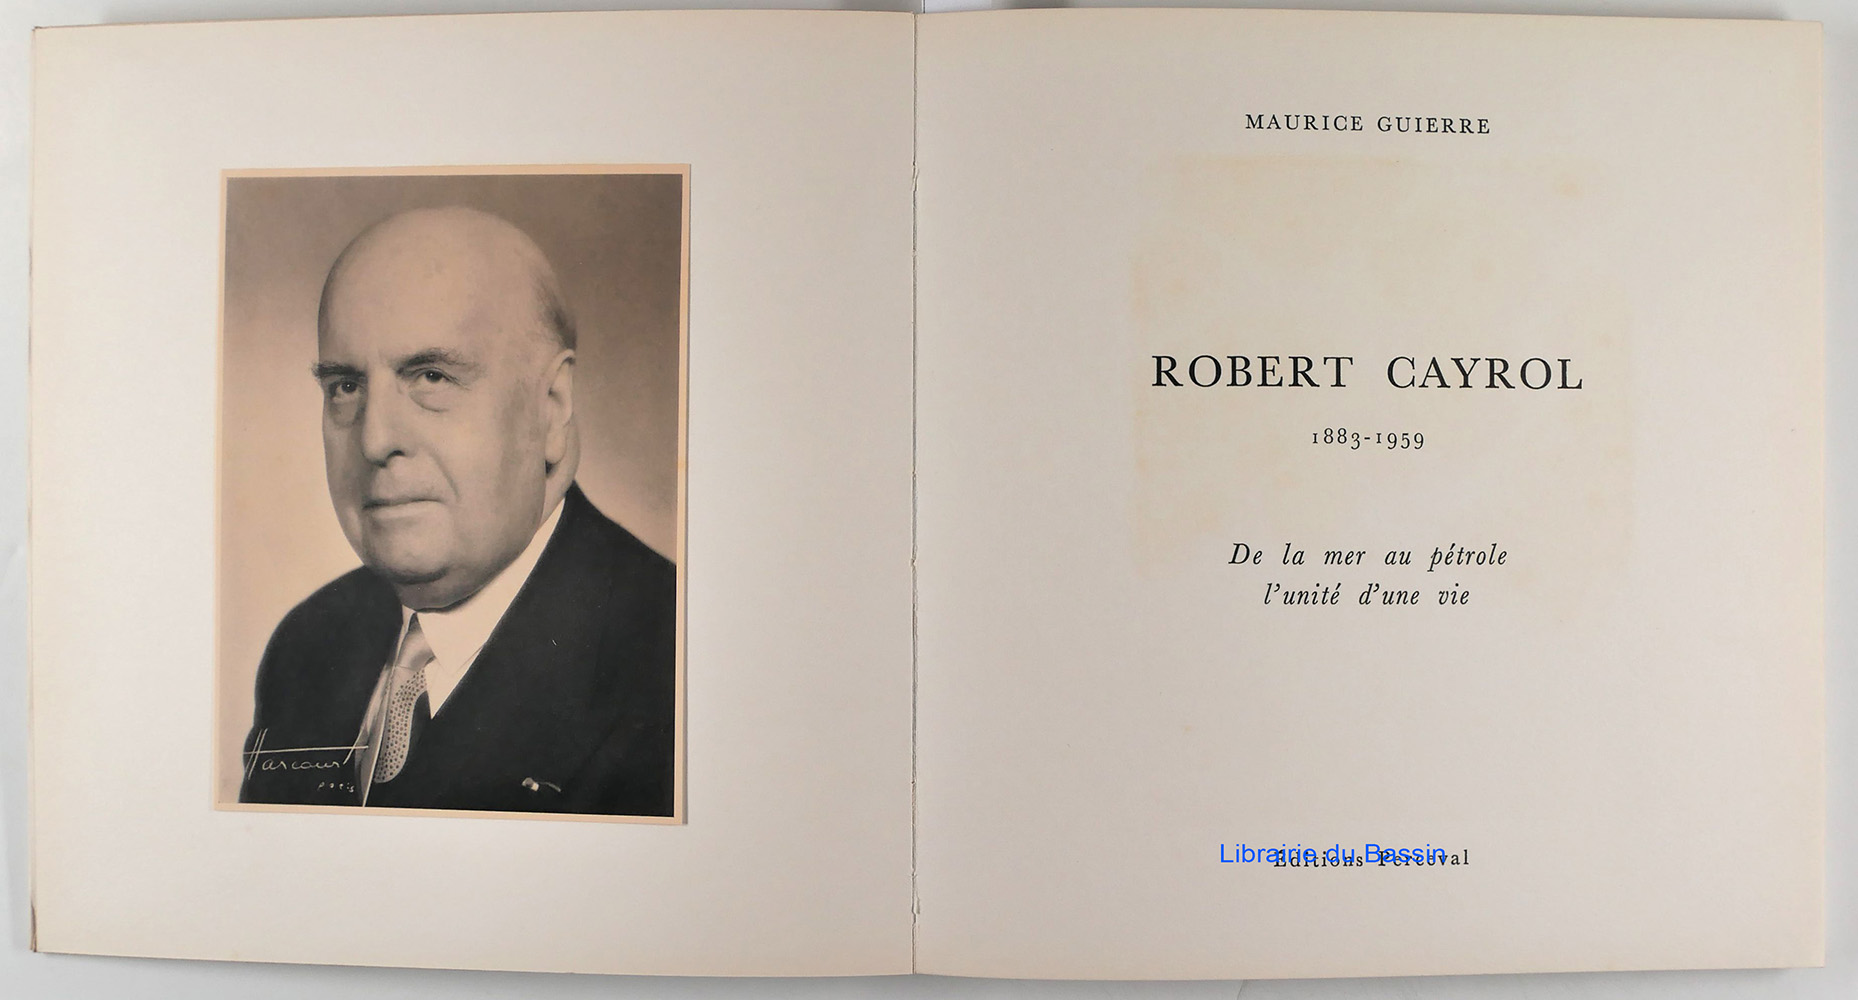 Harcourt
Paris
MAURICE GUIERRE
ROBERT CAYROL
1883-1959
De la mer au pétrole
l'unité d'une vie
Librairie du Bassin
Éditions Perceval